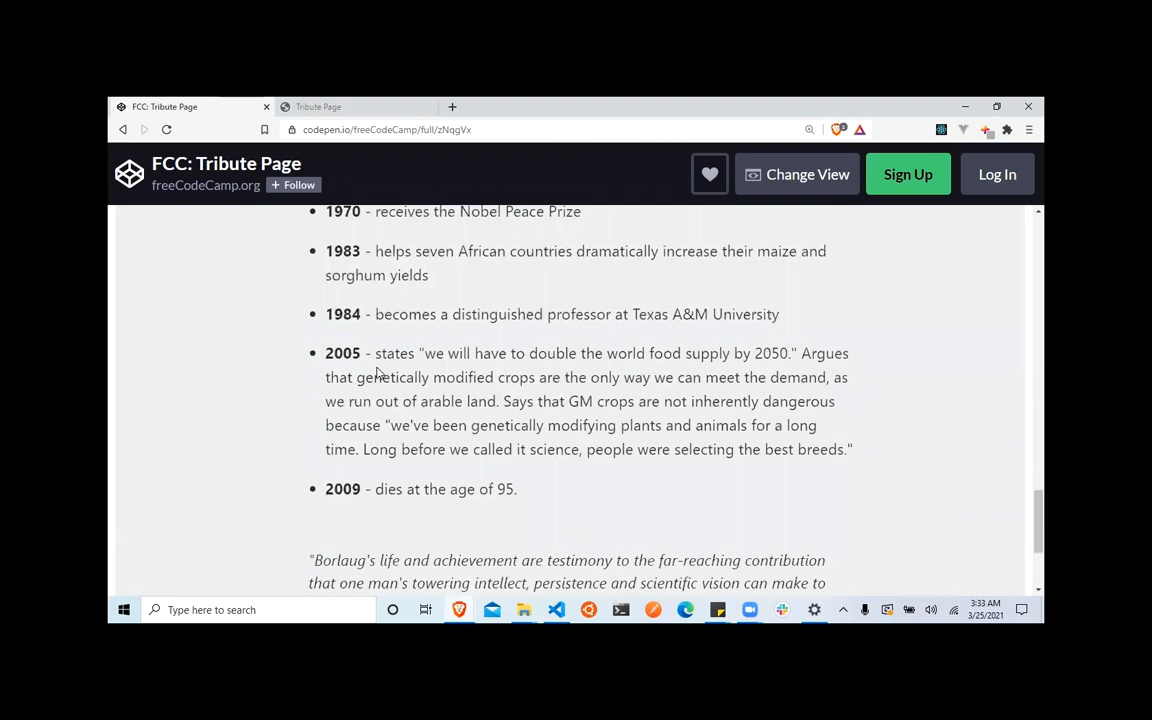 FCC: Tribute Page
Tribute Page
codepen.io/freeCodeCamp/full/zNqgVx
FCC: Tribute Page
freeCodeCamp.org
+ Follow
Change View
Sign Up
Log In
1970 - receives the Nobel Peace Prize
1983 - helps seven African countries dramatically increase their maize and
sorghum yields
1984 - becomes a distinguished professor at Texas A&M University
2005 - states "we will have to double the world food supply by 2050." Argues
that genetically modified crops are the only way we can meet the demand, as
we run out of arable land. Says that GM crops are not inherently dangerous
because "we've been genetically modifying plants and animals for a long
time. Long before we called it science, people were selecting the best breeds."
2009 - dies at the age of 95.
"Borlaug's life and achievement are testimony to the far-reaching contribution
that one man's towering intellect, persistence and scientific vision can make to
Type here to search
3:33 AM
3/25/2021